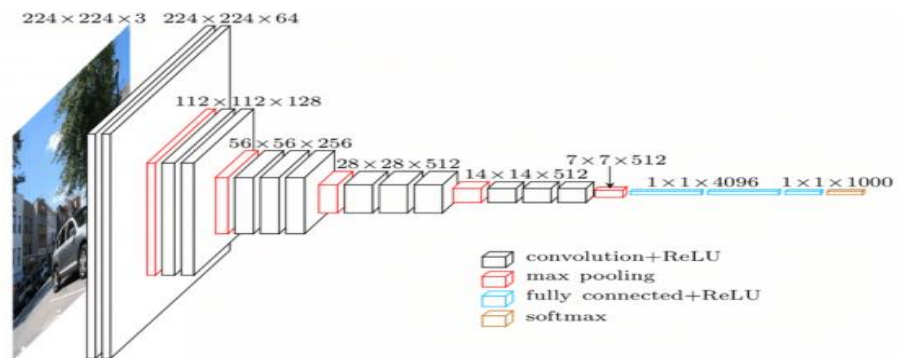 224 × 224 × 3
224 × 224 × 64
112 × 112 × 128
56 × 56 × 256
28 × 28 × 512
14 × 14 × 512
7 × 7 × 512
1 × 1 × 4096
1 × 1 × 1000
convolution+ReLU
max pooling
fully connected+ReLU
softmax